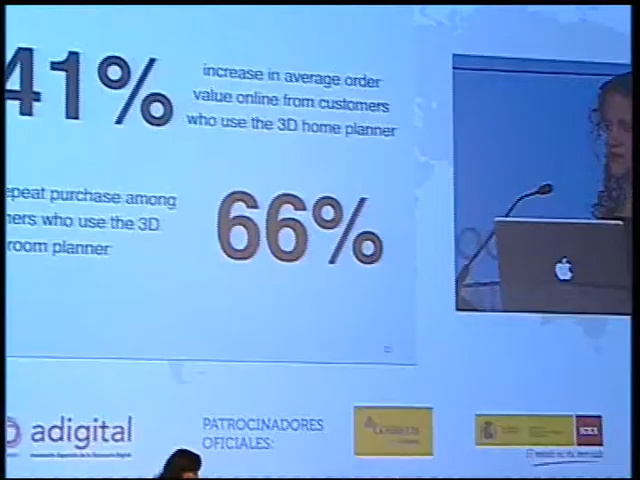 41%
increase in average order
value online from customers
who use the 3D home planner
epeat purchase among
ers who use the 3D
room planner
66%
adigital
PATROCINADORES
OFICIALES: